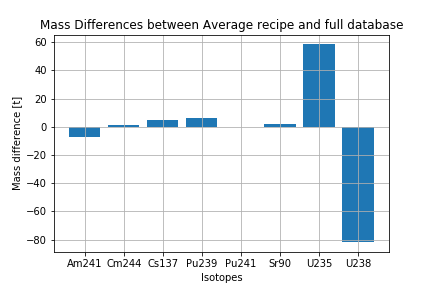 Mass Differences between Average recipe and full database
60
40
20
0
−20
−40
−60
−80
Mass difference [t]
Am241 Cm244 Cs137 Pu239 Pu241 Sr90 U235 U238
Isotopes